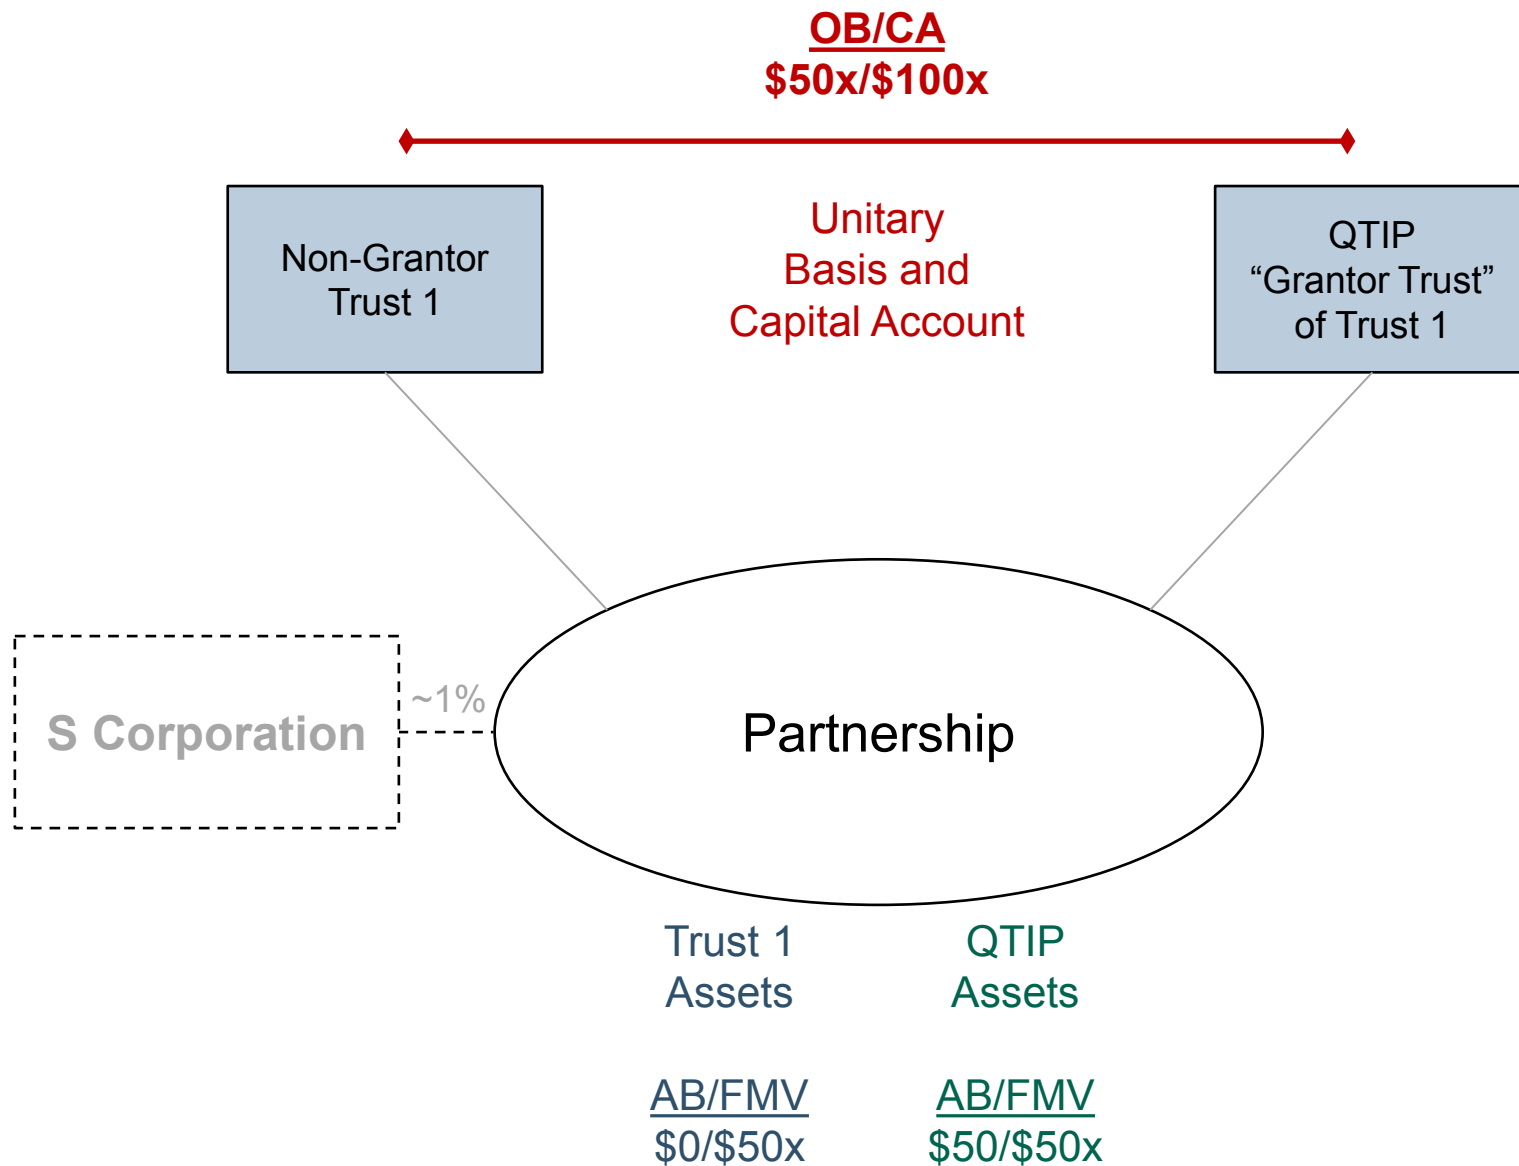 OB/CA
$50x/$100x
Non-Grantor
Trust 1
Unitary
Basis and
Capital Account
QTIP
“Grantor Trust”
of Trust 1
S Corporation
~1%
Partnership
Trust 1
Assets
QTIP
Assets
AB/FMV
$0/$50x
AB/FMV
$50/$50x